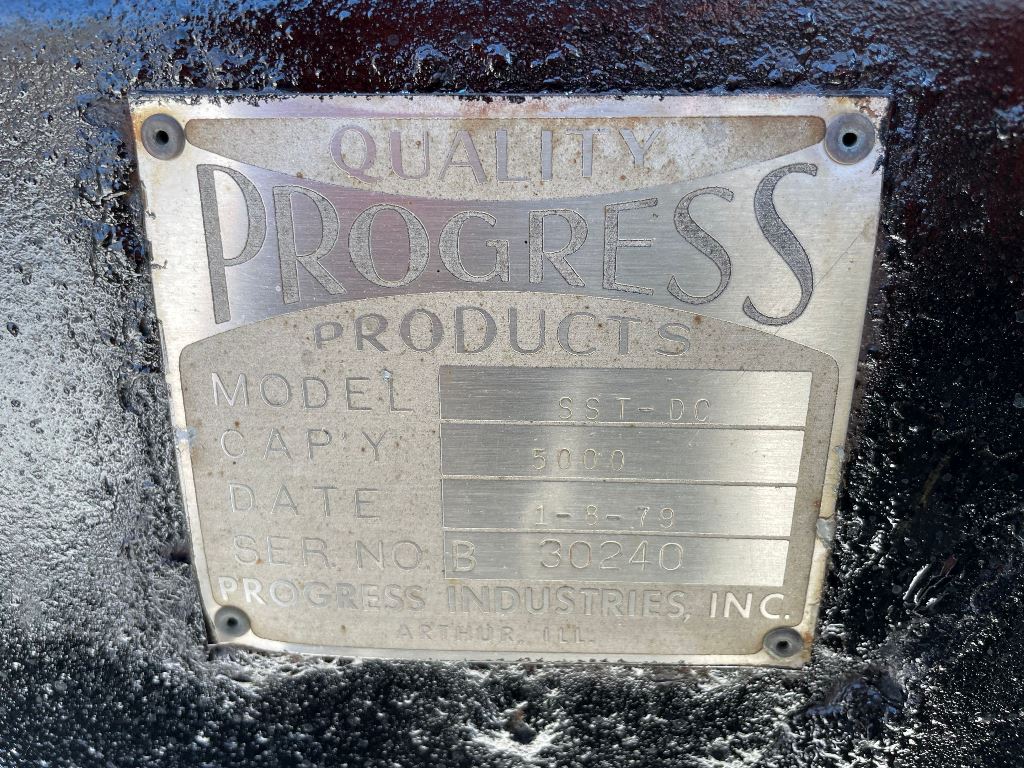 QUALITY
PROGRESS
PRODUCTS
MODEL SST-DC
CAP'Y 5000
DATE 1-8-79
SER. NO. B 30240
PROGRESS INDUSTRIES, INC.
ARTHUR, ILL.